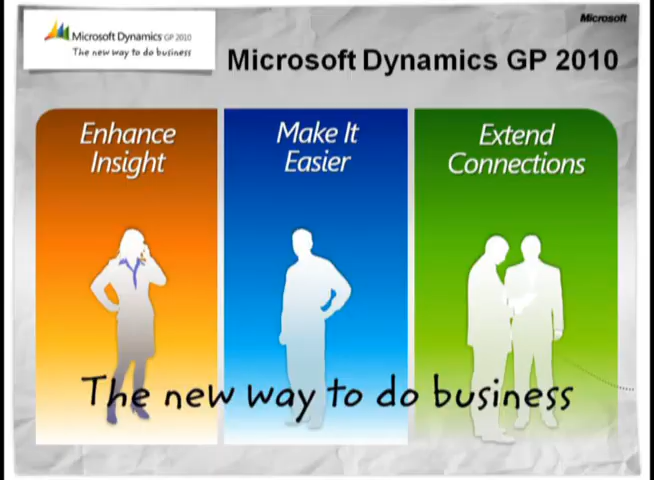 Microsoft
Microsoft Dynamics GP 2010
The new way to do business
Microsoft Dynamics GP 2010
Enhance
Insight
Make It
Easier
Extend
Connections
The new way to do business